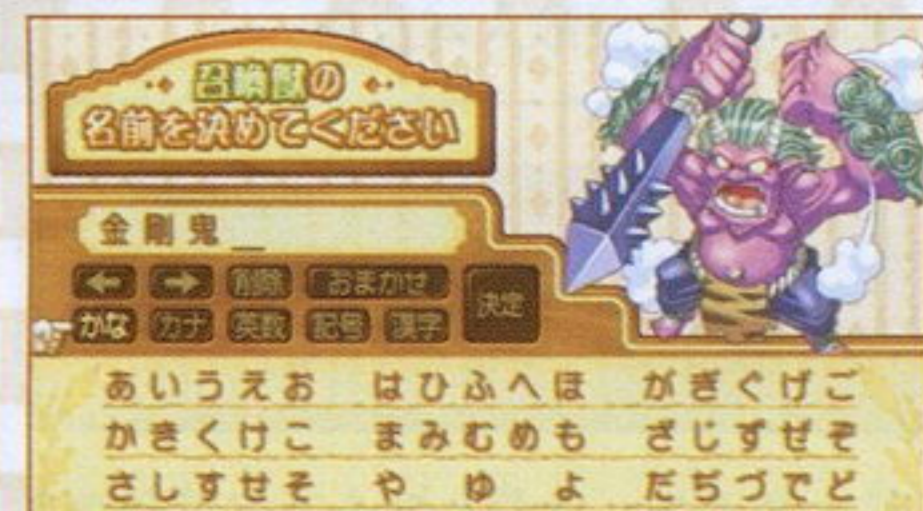 召喚獣の
名前を決めてください
金剛鬼＿
← → 削除 おまかせ 決定
かな カナ 英数 記号 漢字
あいうえお はひふへほ がぎぐげご
かきくけこ まみむめも ざじずぜぞ
さしすせそ や ゆ よ だぢづでど